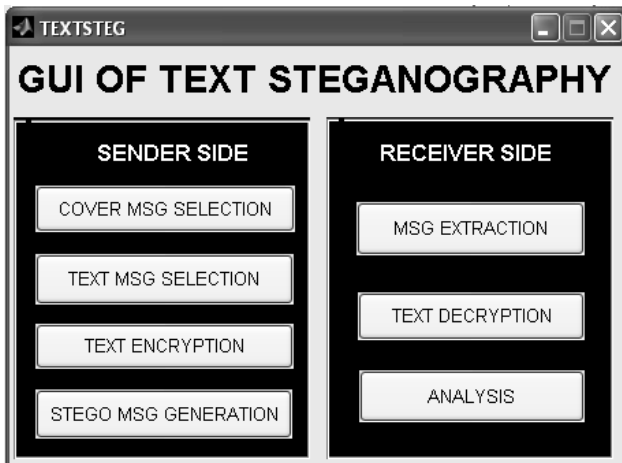 TEXTSTEG
GUI OF TEXT STEGANOGRAPHY
SENDER SIDE
COVER MSG SELECTION
TEXT MSG SELECTION
TEXT ENCRYPTION
STEGO MSG GENERATION
RECEIVER SIDE
MSG EXTRACTION
TEXT DECRYPTION
ANALYSIS